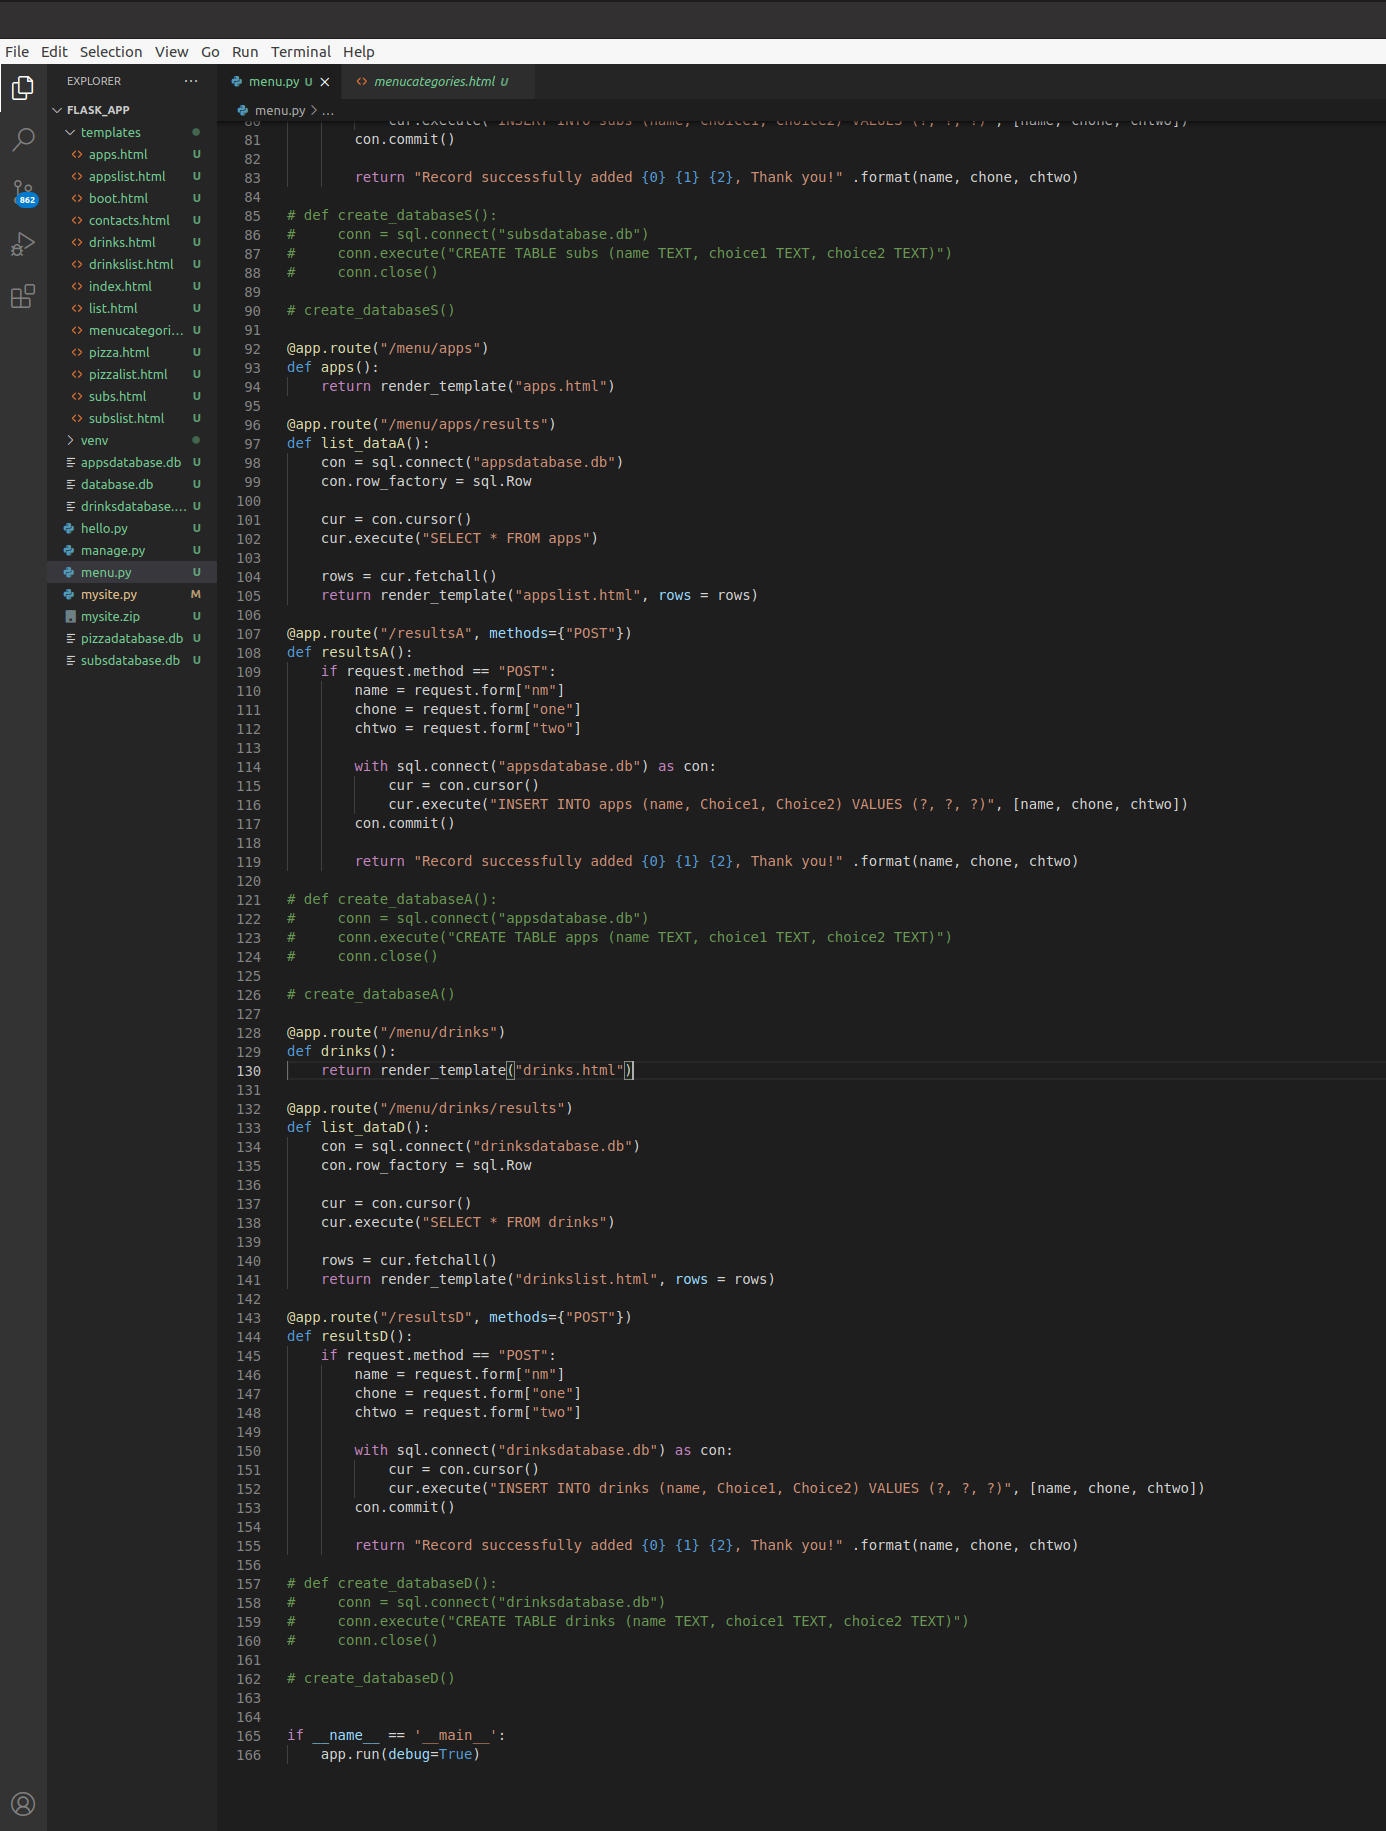 File Edit Selection View Go Run Terminal Help
EXPLORER ...
FLASK_APP
templates
apps.html U
appslist.html U
boot.html U
contacts.html U
drinks.html U
drinkslist.html U
index.html U
list.html U
menucategori... U
pizza.html U
pizzalist.html U
subs.html U
subslist.html U
venv
appsdatabase.db U
database.db U
drinksdatabase.... U
hello.py U
manage.py U
menu.py U
mysite.py M
mysite.zip U
pizzadatabase.db U
subsdatabase.db U
862
menu.py U × <> menucategories.html U
menu.py > ...
80 cur.execute("INSERT INTO subs (name, Choice1, Choice2) VALUES (?, ?, ?)", [name, chone, chtwo])
81 con.commit()
82
83 return "Record successfully added {0} {1} {2}, Thank you!" .format(name, chone, chtwo)
84
85 # def create_databaseS():
86 #     conn = sql.connect("subsdatabase.db")
87 #     conn.execute("CREATE TABLE subs (name TEXT, choice1 TEXT, choice2 TEXT)")
88 #     conn.close()
89
90 # create_databaseS()
91
92 @app.route("/menu/apps")
93 def apps():
94     return render_template("apps.html")
95
96 @app.route("/menu/apps/results")
97 def list_dataA():
98     con = sql.connect("appsdatabase.db")
99     con.row_factory = sql.Row
100
101     cur = con.cursor()
102     cur.execute("SELECT * FROM apps")
103
104     rows = cur.fetchall()
105     return render_template("appslist.html", rows = rows)
106
107 @app.route("/resultsA", methods={"POST"})
108 def resultsA():
109     if request.method == "POST":
110         name = request.form["nm"]
111         chone = request.form["one"]
112         chtwo = request.form["two"]
113
114         with sql.connect("appsdatabase.db") as con:
115             cur = con.cursor()
116             cur.execute("INSERT INTO apps (name, Choice1, Choice2) VALUES (?, ?, ?)", [name, chone, chtwo])
117         con.commit()
118
119         return "Record successfully added {0} {1} {2}, Thank you!" .format(name, chone, chtwo)
120
121 # def create_databaseA():
122 #     conn = sql.connect("appsdatabase.db")
123 #     conn.execute("CREATE TABLE apps (name TEXT, choice1 TEXT, choice2 TEXT)")
124 #     conn.close()
125
126 # create_databaseA()
127
128 @app.route("/menu/drinks")
129 def drinks():
130     return render_template("drinks.html")
131
132 @app.route("/menu/drinks/results")
133 def list_dataD():
134     con = sql.connect("drinksdatabase.db")
135     con.row_factory = sql.Row
136
137     cur = con.cursor()
138     cur.execute("SELECT * FROM drinks")
139
140     rows = cur.fetchall()
141     return render_template("drinkslist.html", rows = rows)
142
143 @app.route("/resultsD", methods={"POST"})
144 def resultsD():
145     if request.method == "POST":
146         name = request.form["nm"]
147         chone = request.form["one"]
148         chtwo = request.form["two"]
149
150         with sql.connect("drinksdatabase.db") as con:
151             cur = con.cursor()
152             cur.execute("INSERT INTO drinks (name, Choice1, Choice2) VALUES (?, ?, ?)", [name, chone, chtwo])
153         con.commit()
154
155         return "Record successfully added {0} {1} {2}, Thank you!" .format(name, chone, chtwo)
156
157 # def create_databaseD():
158 #     conn = sql.connect("drinksdatabase.db")
159 #     conn.execute("CREATE TABLE drinks (name TEXT, choice1 TEXT, choice2 TEXT)")
160 #     conn.close()
161
162 # create_databaseD()
163
164
165 if __name__ == '__main__':
166     app.run(debug=True)